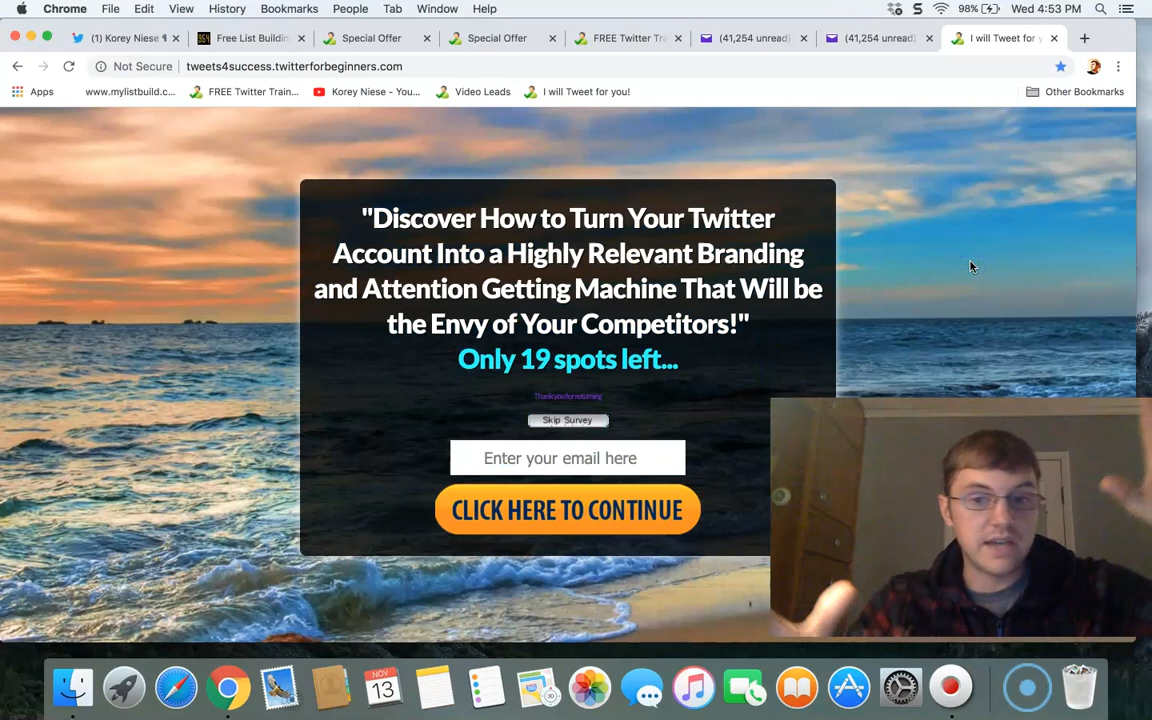 Chrome File Edit View History Bookmarks People Tab Window Help
98% Wed 4:53 PM
(1) Korey Niese
Free List Buildin
Special Offer
Special Offer
FREE Twitter Tra
(41,254 unread)
(41,254 unread)
I will Tweet for y
Not Secure tweets4success.twitterforbeginners.com
Apps www.mylistbuild.c... FREE Twitter Train... Korey Niese - You... Video Leads I will Tweet for you! Other Bookmarks
"Discover How to Turn Your Twitter
Account Into a Highly Relevant Branding
and Attention Getting Machine That Will be
the Envy of Your Competitors!"
Only 19 spots left...
Thank you for returning
Skip Survey
Enter your email here
CLICK HERE TO CONTINUE
NOV
13